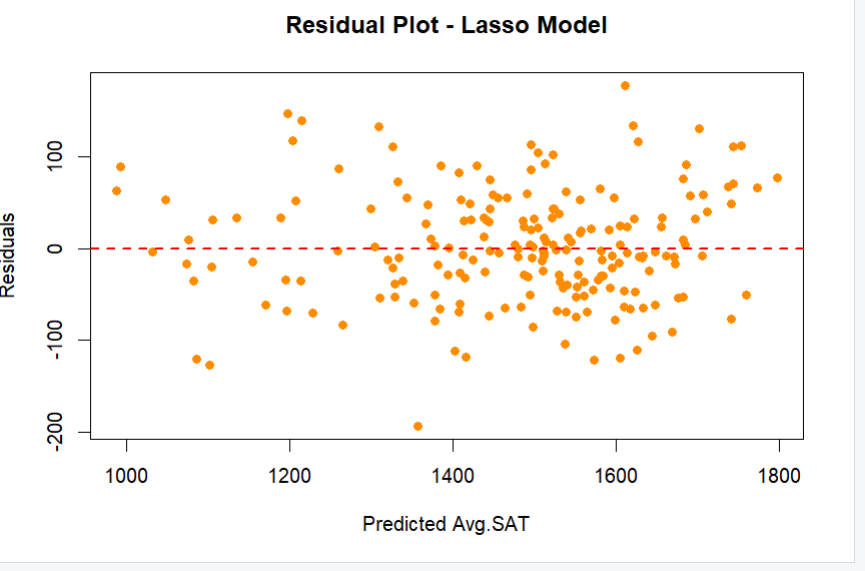 Residual Plot - Lasso Model
Residuals
100
0
-100
-200
1000 1200 1400 1600 1800
Predicted Avg.SAT